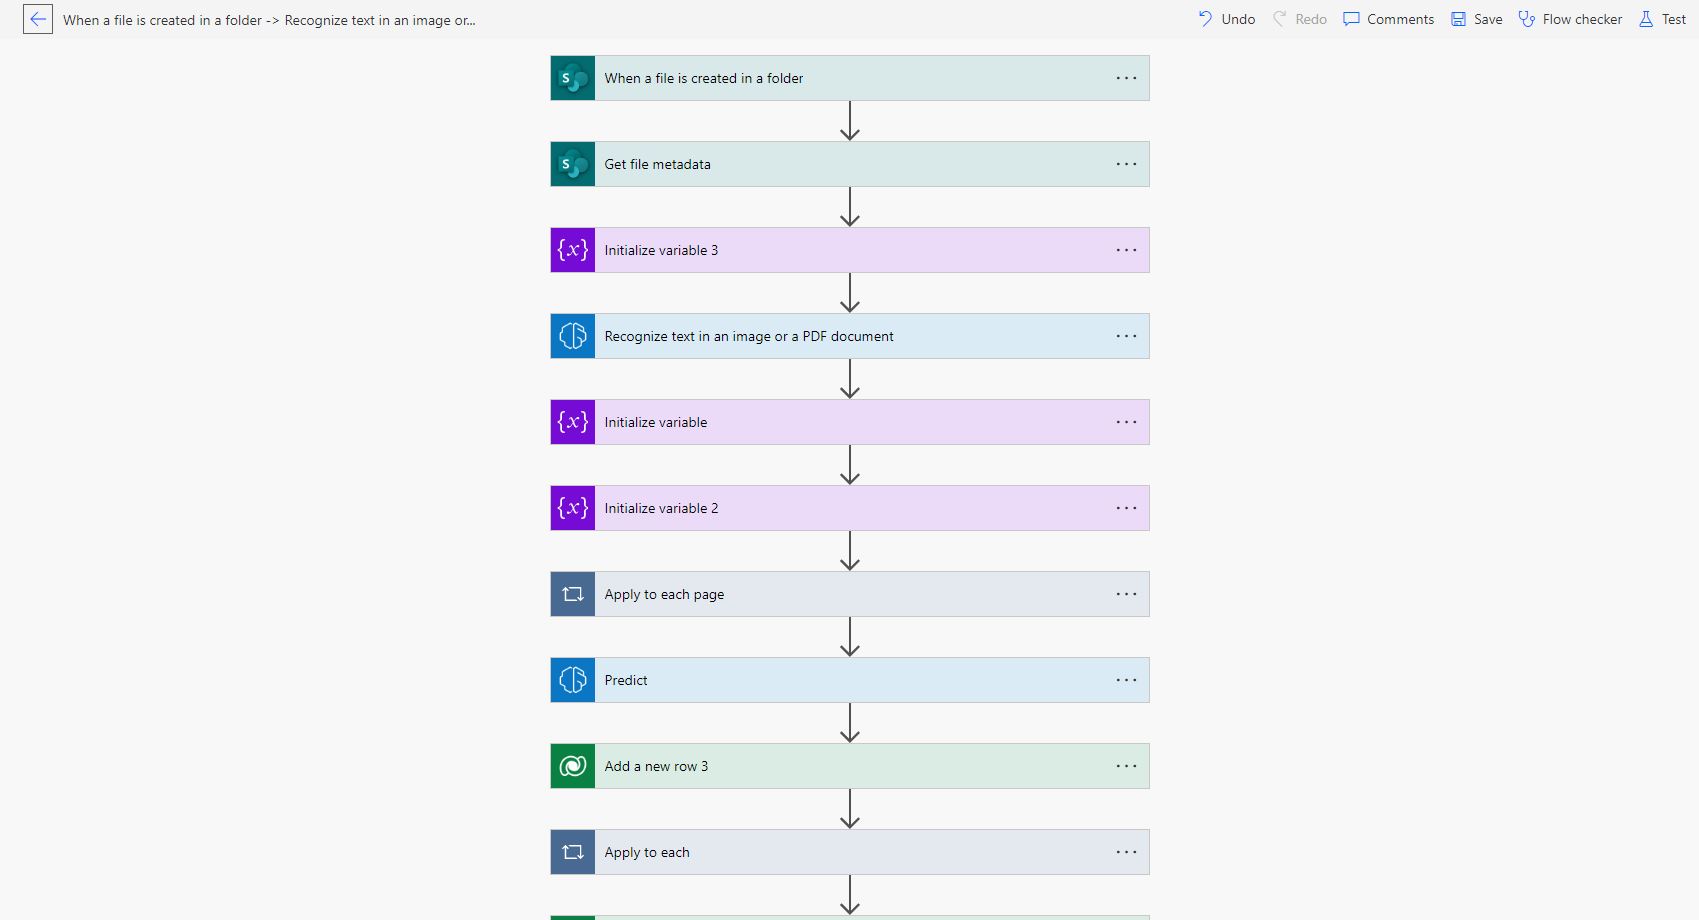 When a file is created in a folder -> Recognize text in an image or...
Undo Redo Comments Save Flow checker Test
S When a file is created in a folder ...
S Get file metadata ...
{x} Initialize variable 3 ...
Recognize text in an image or a PDF document ...
{x} Initialize variable ...
{x} Initialize variable 2 ...
Apply to each page ...
Predict ...
Add a new row 3 ...
Apply to each ...